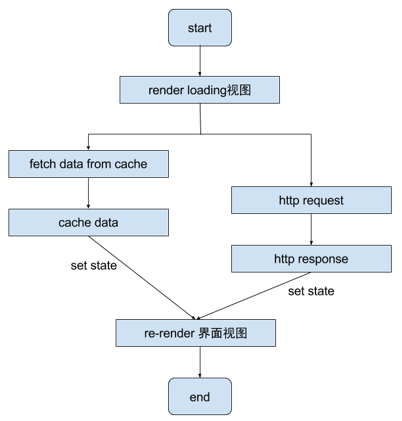 start
render loading视图
fetch data from cache
http request
cache data
http response
set state
set state
re-render 界面视图
end